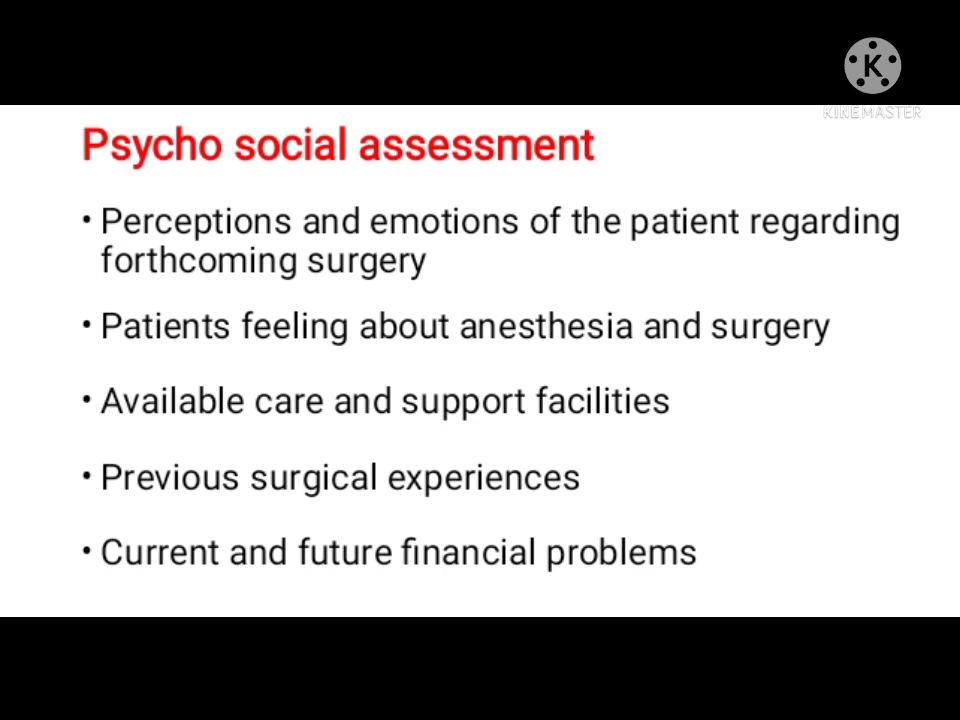 K
KINEMASTER
Psycho social assessment
• Perceptions and emotions of the patient regarding
forthcoming surgery
• Patients feeling about anesthesia and surgery
• Available care and support facilities
• Previous surgical experiences
• Current and future financial problems